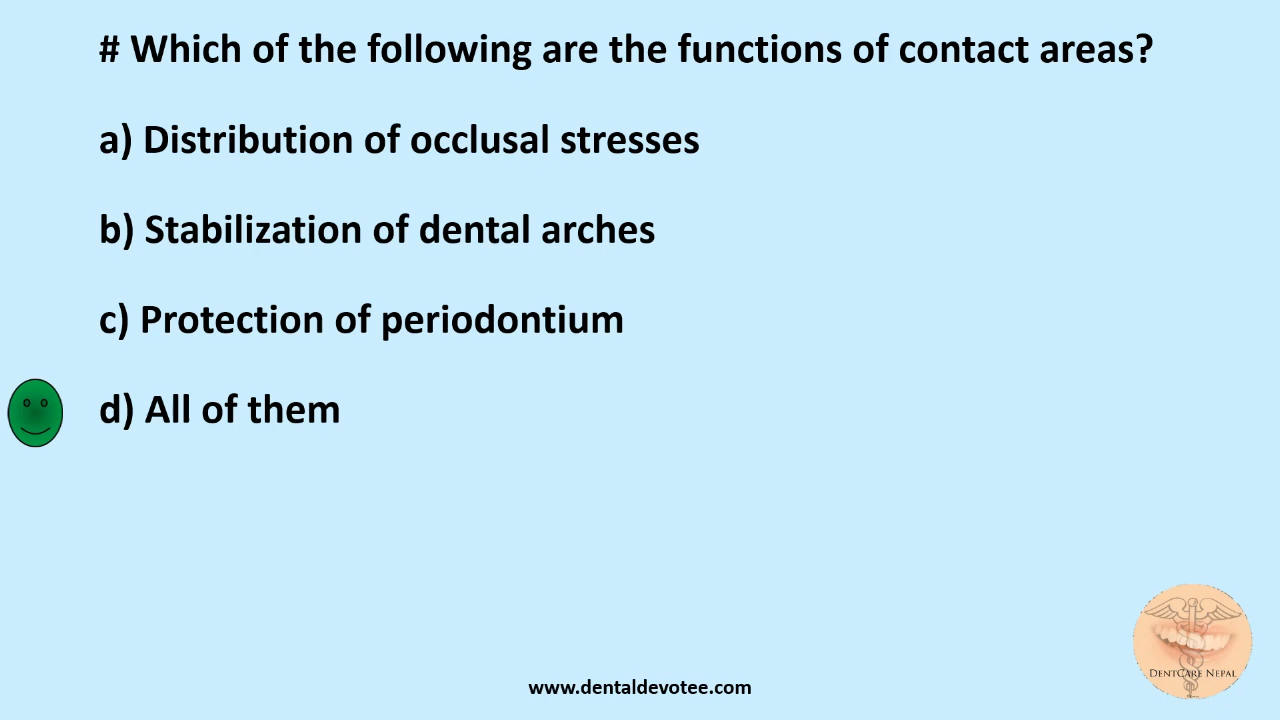 # Which of the following are the functions of contact areas?
a) Distribution of occlusal stresses
b) Stabilization of dental arches
c) Protection of periodontium
d) All of them
DentCare Nepal
www.dentaldevotee.com